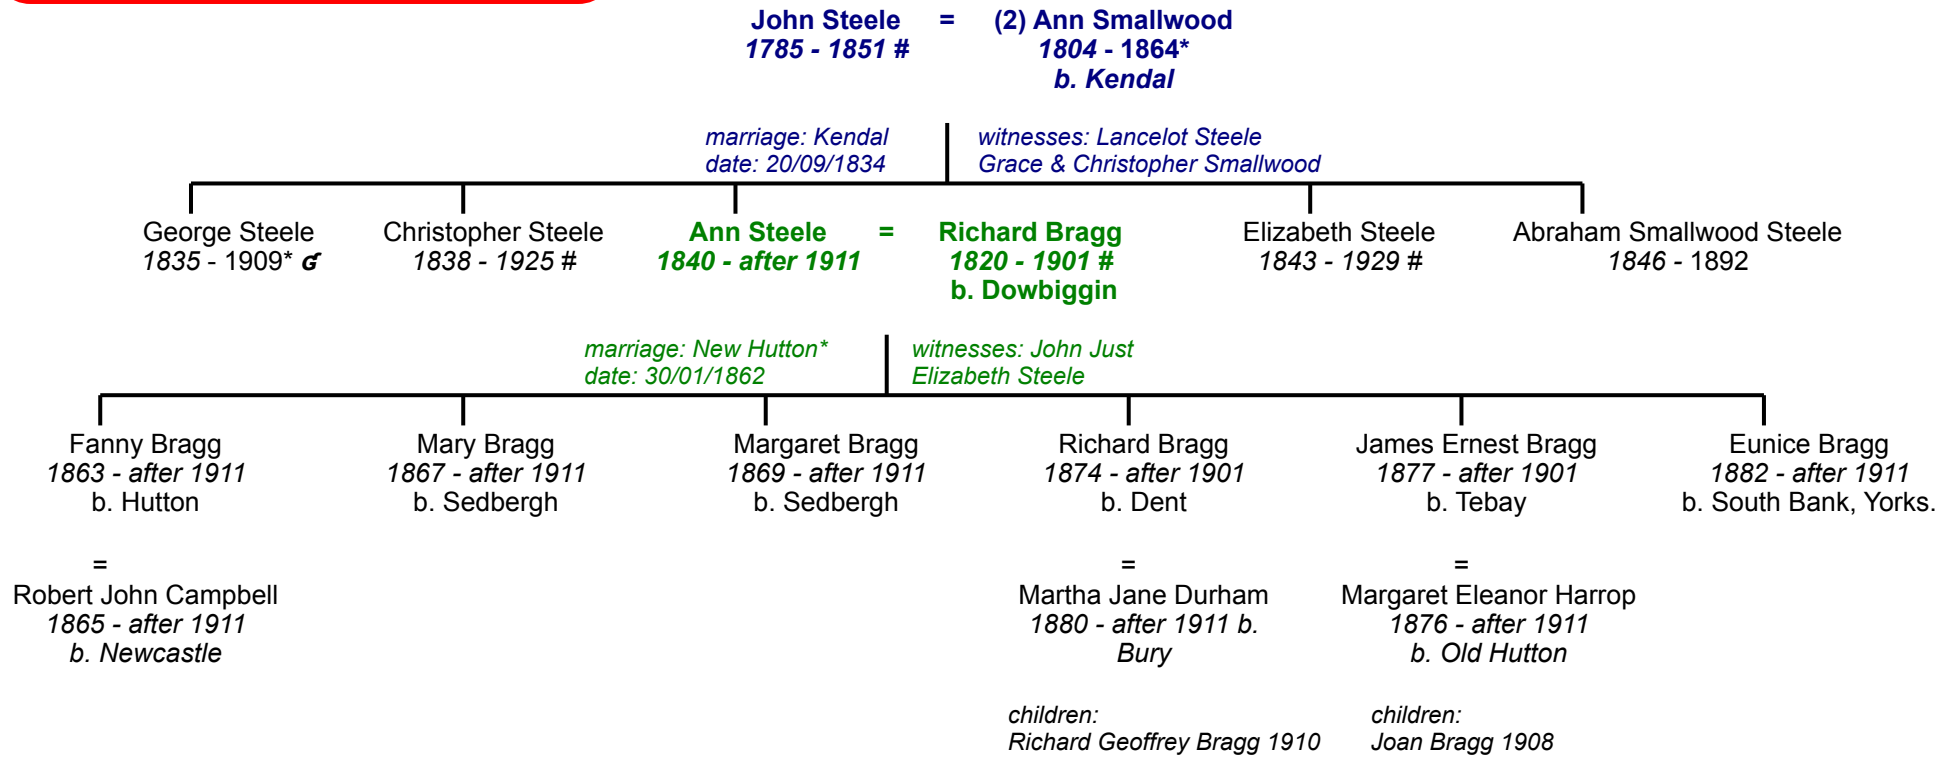 John Steele = (2) Ann Smallwood
1785 - 1851 # 1804 - 1864*
b. Kendal
marriage: Kendal witnesses: Lancelot Steele
date: 20/09/1834 Grace & Christopher Smallwood
George Steele Christopher Steele Ann Steele = Richard Bragg Elizabeth Steele Abraham Smallwood Steele
1835 - 1909* 1838 - 1925 # 1840 - after 1911 1820 - 1901 # 1843 - 1929 # 1846 - 1892
b. Dowbiggin
marriage: New Hutton* witnesses: John Just
date: 30/01/1862 Elizabeth Steele
Fanny Bragg Mary Bragg Margaret Bragg Richard Bragg James Ernest Bragg Eunice Bragg
1863 - after 1911 1867 - after 1911 1869 - after 1911 1874 - after 1901 1877 - after 1901 1882 - after 1911
b. Hutton b. Sedbergh b. Sedbergh b. Dent b. Tebay b. South Bank, Yorks.
= = =
Robert John Campbell Martha Jane Durham Margaret Eleanor Harrop
1865 - after 1911 1880 - after 1911 b. 1876 - after 1911
b. Newcastle Bury b. Old Hutton
children: children:
Richard Geoffrey Bragg 1910 Joan Bragg 1908